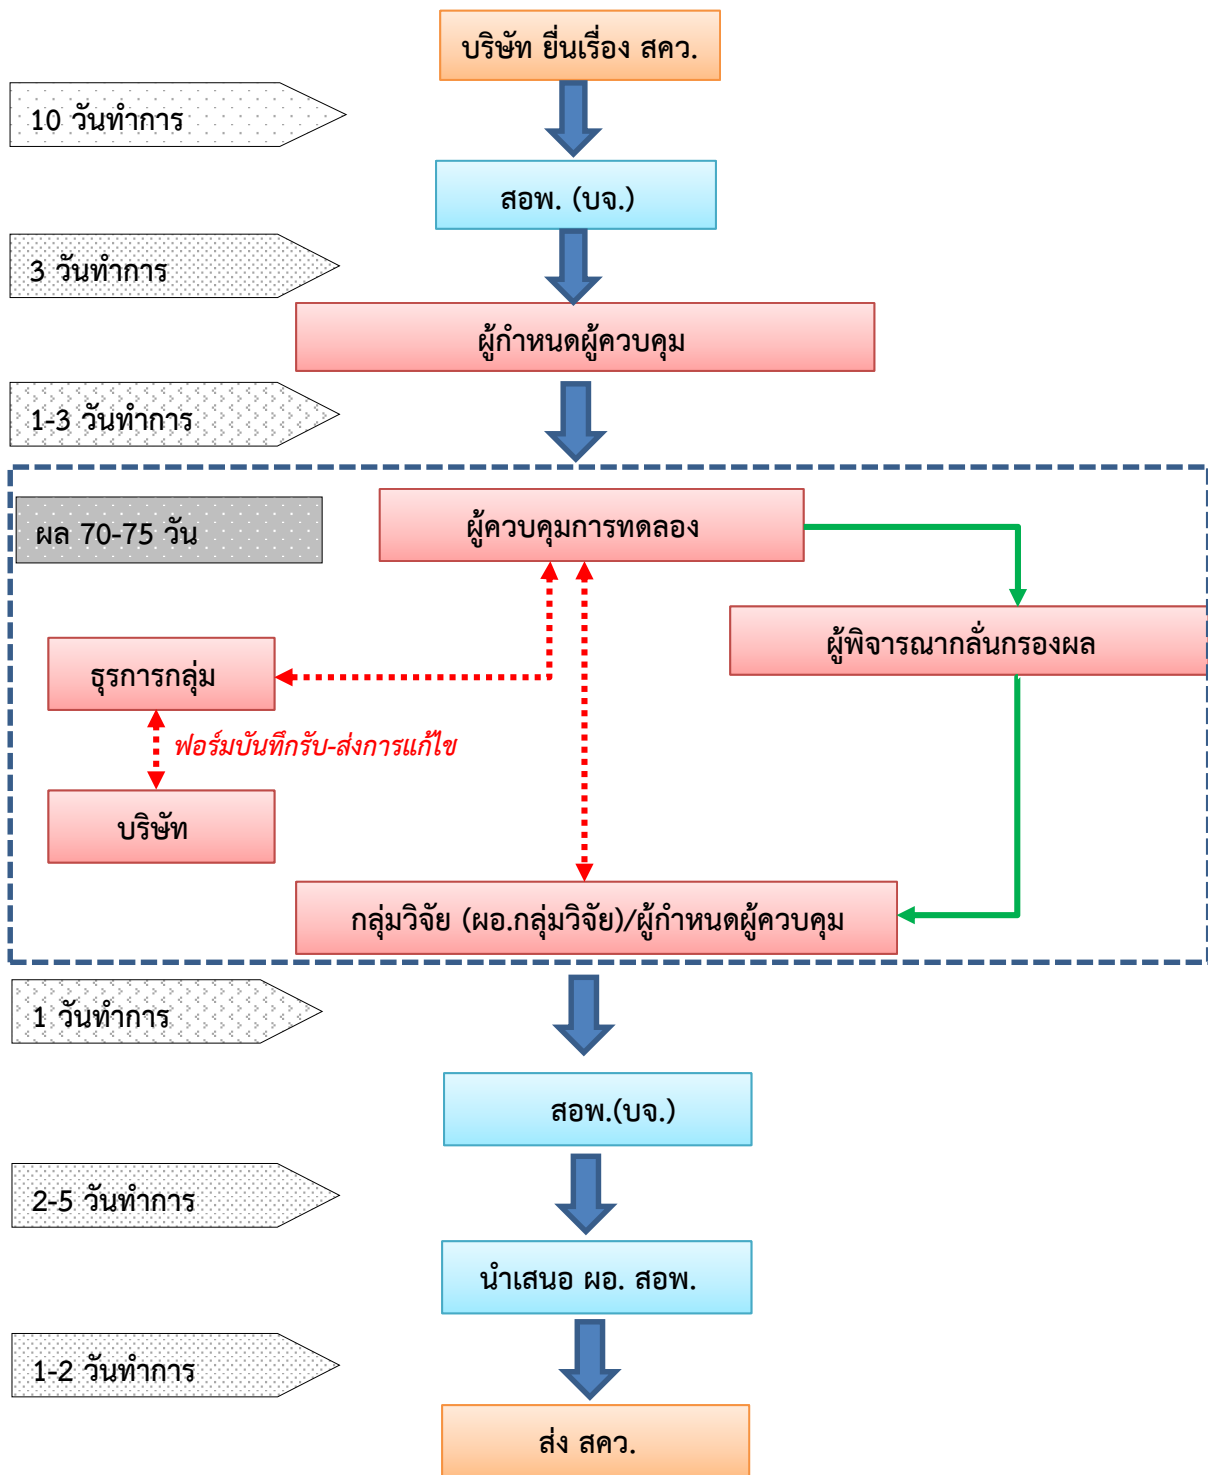 บริษัท ยื่นเรื่อง สคว.
10 วันทำการ
สอพ. (บจ.)
3 วันทำการ
ผู้กำหนดผู้ควบคุม
1-3 วันทำการ
ผล 70-75 วัน
ผู้ควบคุมการทดลอง
ผู้พิจารณากลั่นกรองผล
ธุรการกลุ่ม
ฟอร์มบันทึกรับ-ส่งการแก้ไข
บริษัท
กลุ่มวิจัย (ผอ.กลุ่มวิจัย)/ผู้กำหนดผู้ควบคุม
1 วันทำการ
สอพ.(บจ.)
2-5 วันทำการ
นำเสนอ ผอ. สอพ.
1-2 วันทำการ
ส่ง สคว.